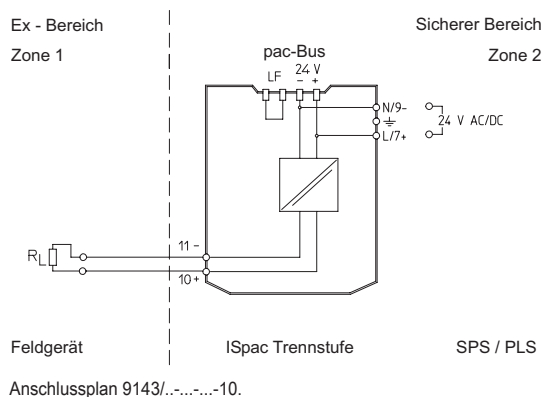 Ex - Bereich
Sicherer Bereich
Zone 1
pac-Bus
Zone 2
LF
24 V
- +
N/9-
24 V AC/DC
L/7+
RL
11 -
10 +
Feldgerät
ISpac Trennstufe
SPS / PLS
Anschlussplan 9143/..-...-...-10.